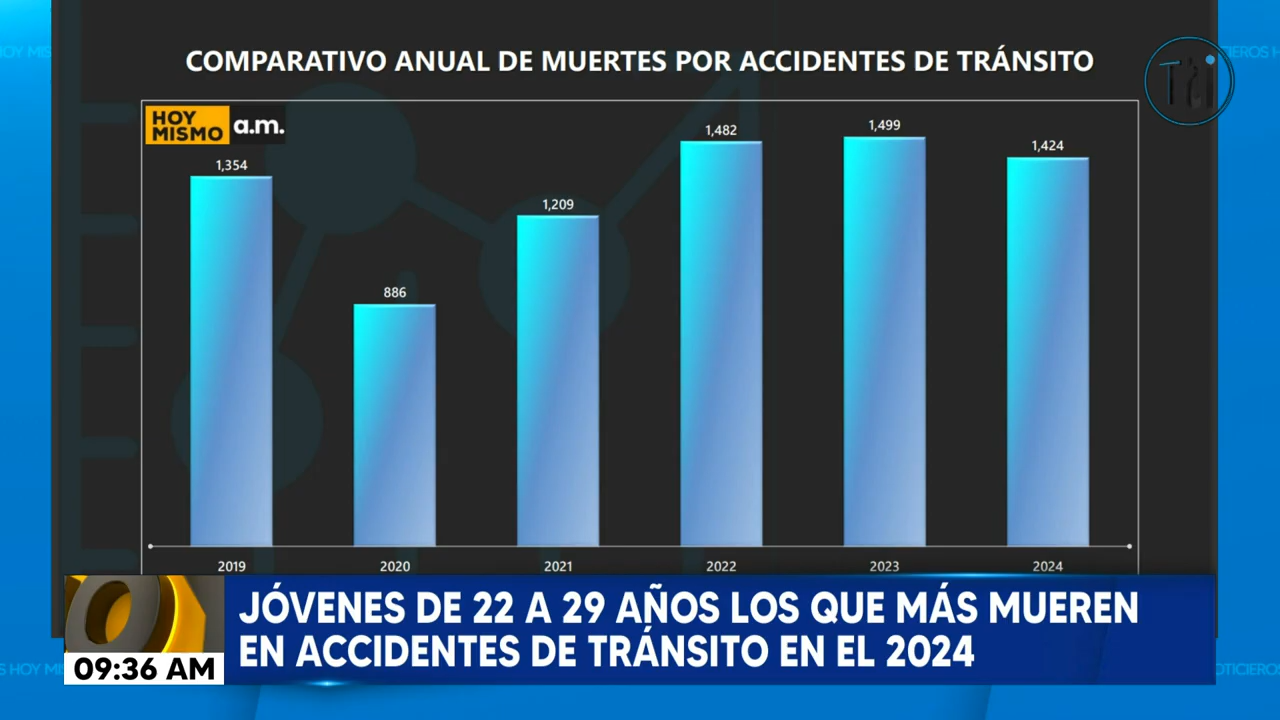 COMPARATIVO ANUAL DE MUERTES POR ACCIDENTES DE TRÁNSITO
HOY
MISMO a.m.
1,354
886
1,209
1,482
1,499
1,424
2019 2020 2021 2022 2023 2024
JÓVENES DE 22 A 29 AÑOS LOS QUE MÁS MUEREN
EN ACCIDENTES DE TRÁNSITO EN EL 2024
09:36 AM